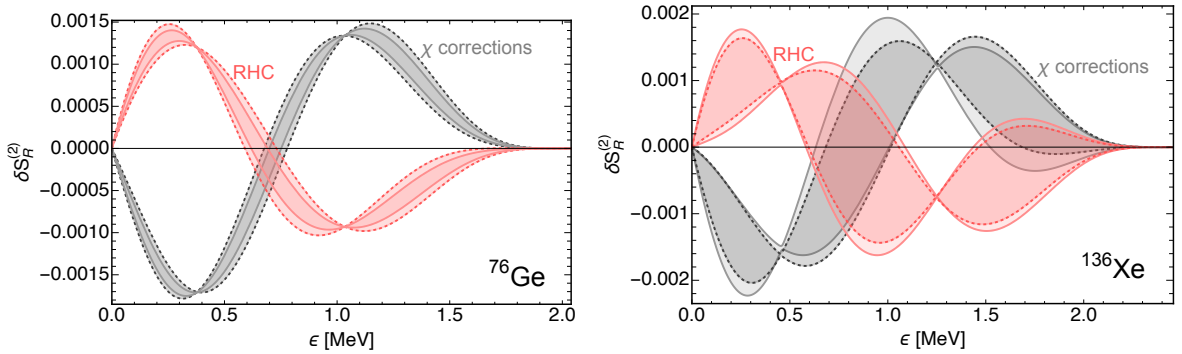 0.0015
0.0010
0.0005
0.0000
−0.0005
−0.0010
−0.0015
δS_R^(2)
RHC
χ corrections
⁷⁶Ge
0.0 0.5 1.0 1.5 2.0
ϵ [MeV]
0.002
0.001
0.000
−0.001
−0.002
δS_R^(2)
RHC
χ corrections
¹³⁶Xe
0.0 0.5 1.0 1.5 2.0
ϵ [MeV]